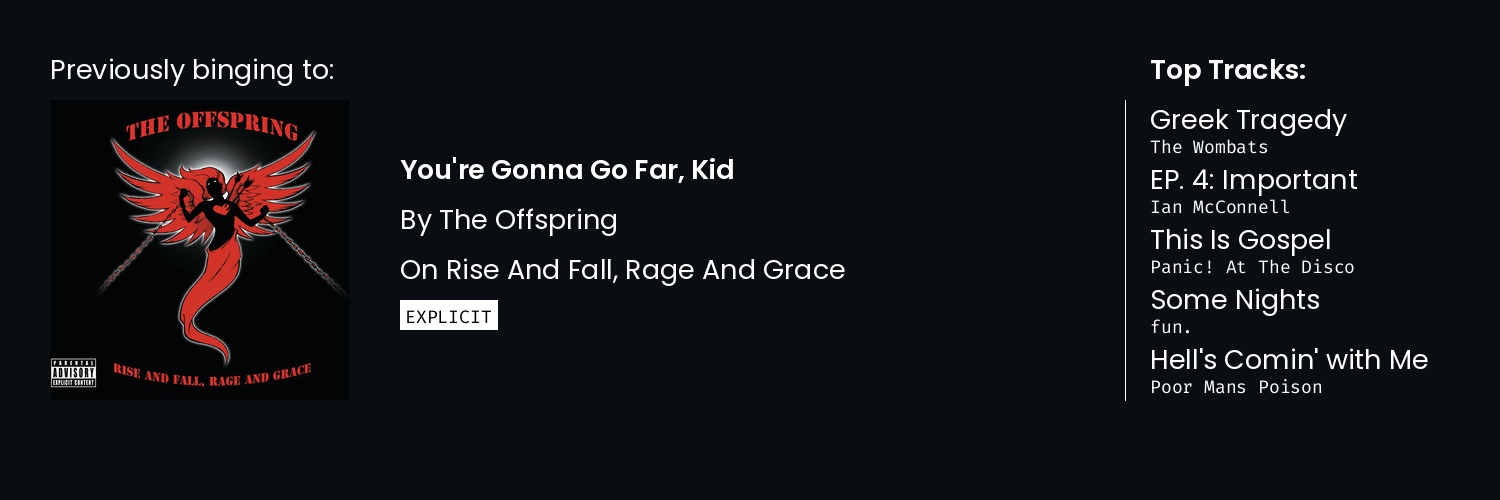 Previously binging to:
THE OFFSPRING
PARENTAL
ADVISORY
EXPLICIT CONTENT
RISE AND FALL, RAGE AND GRACE
You're Gonna Go Far, Kid
By The Offspring
On Rise And Fall, Rage And Grace
EXPLICIT
Top Tracks:
Greek Tragedy
The Wombats
EP. 4: Important
Ian McConnell
This Is Gospel
Panic! At The Disco
Some Nights
fun.
Hell's Comin' with Me
Poor Mans Poison